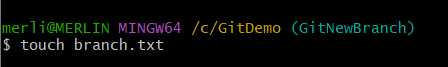 merli@MERLIN MINGW64 /c/GitDemo (GitNewBranch)
$ touch branch.txt